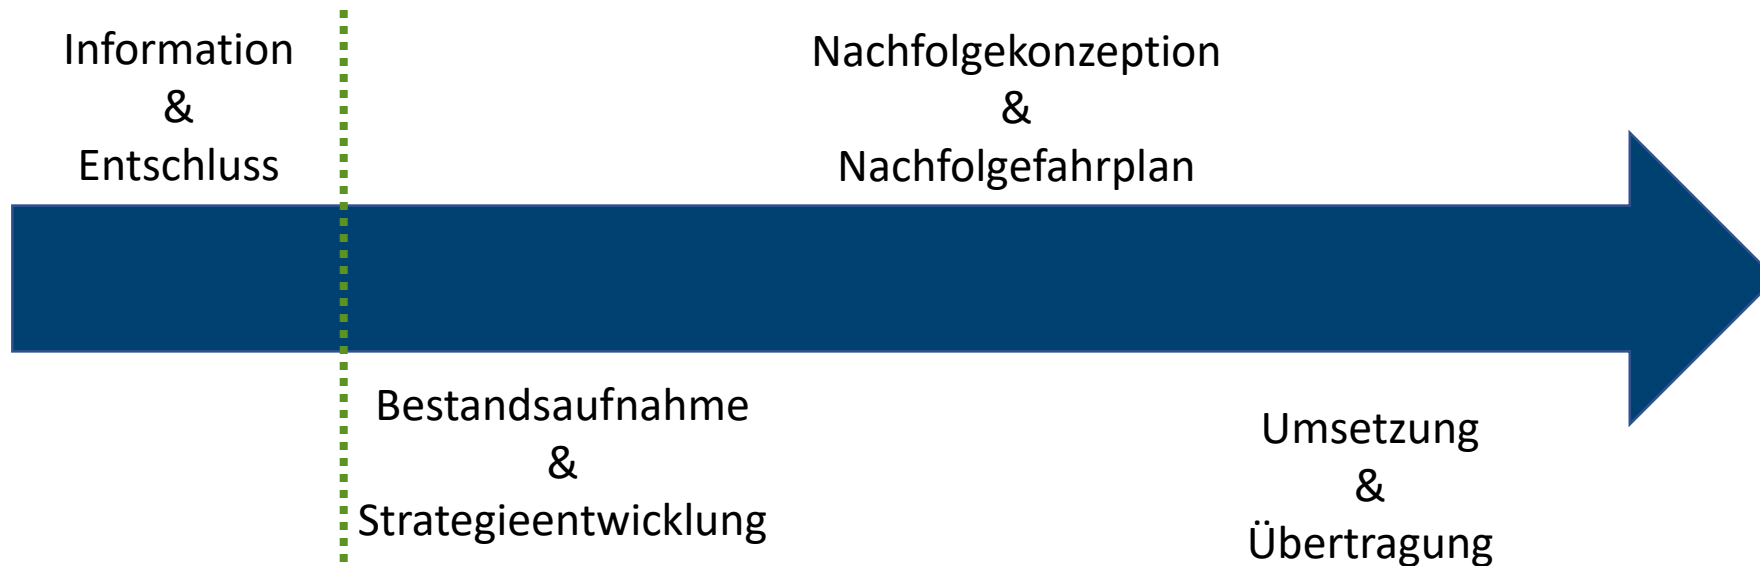 Information
&
Entschluss
Nachfolgekonzeption
&
Nachfolgefahrplan
Bestandsaufnahme
&
Strategieentwicklung
Umsetzung
&
Übertragung